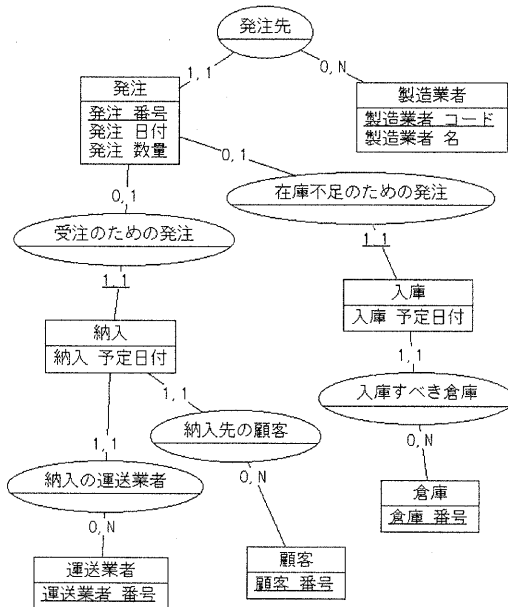 発注先
1,1
0,N
発注
発注 番号
発注 日付
発注 数量
製造業者
製造業者 コード
製造業者 名
0,1
0,1
在庫不足のための発注
受注のための発注
1,1
1,1
入庫
入庫 予定日付
納入
納入 予定日付
1,1
1,1
入庫すべき倉庫
納入先の顧客
1,1
0,N
納入の運送業者
0,N
倉庫
倉庫 番号
0,N
顧客
顧客 番号
運送業者
運送業者 番号